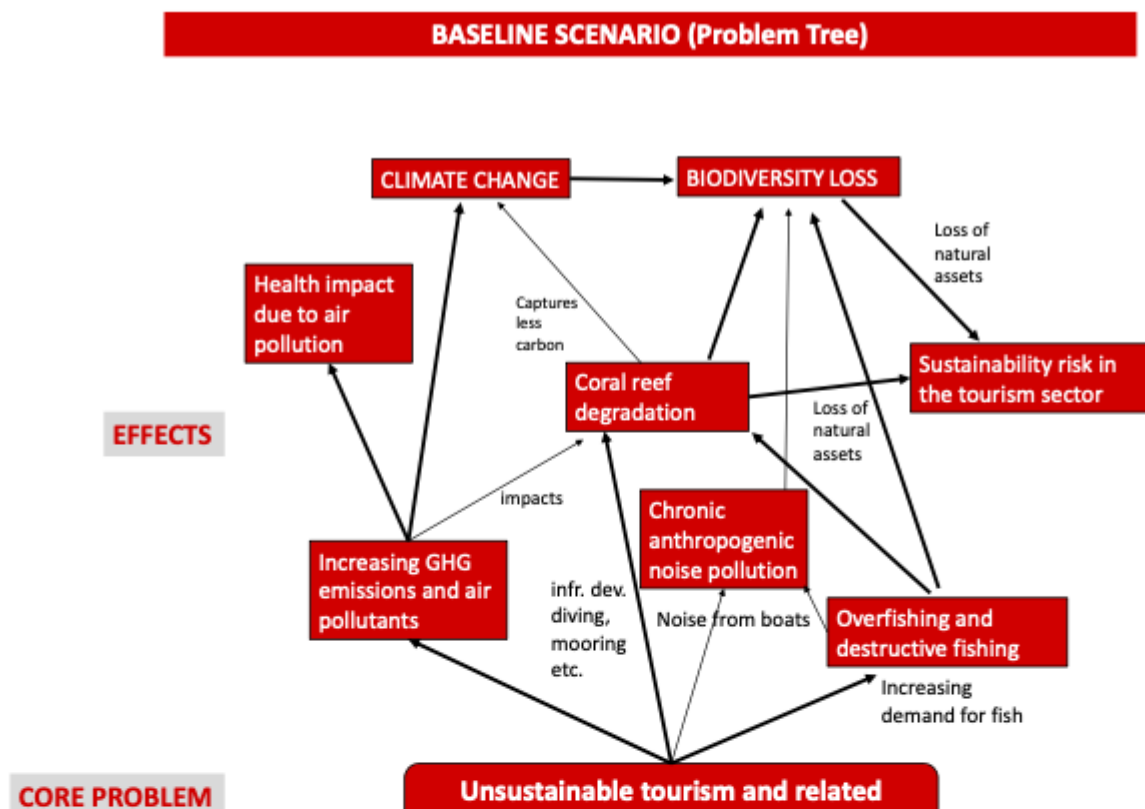 BASELINE SCENARIO (Problem Tree)
CLIMATE CHANGE
BIODIVERSITY LOSS
Loss of
natural
assets
Health impact
due to air
pollution
Captures
less
carbon
Coral reef
degradation
Sustainability risk in
the tourism sector
Loss of
natural
assets
EFFECTS
impacts
Chronic
anthropogenic
noise pollution
Increasing GHG
emissions and air
pollutants
infr. dev.
diving,
mooring
etc.
Noise from boats
Overfishing and
destructive fishing
Increasing
demand for fish
CORE PROBLEM
Unsustainable tourism and related